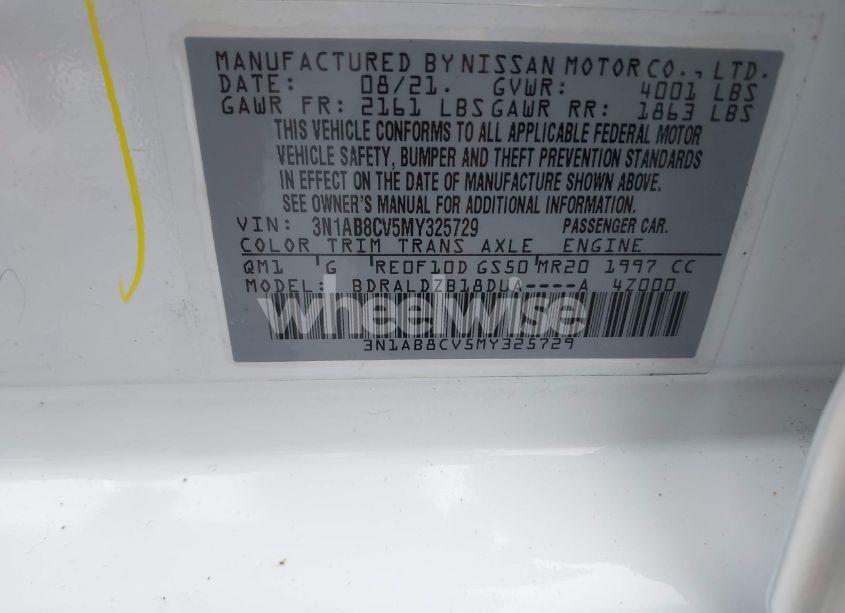 MANUFACTURED BY NISSAN MOTOR CO., LTD.
DATE: 08/21. GVWR: 4001 LBS
GAWR FR: 2161 LBS GAWR RR: 1863 LBS
THIS VEHICLE CONFORMS TO ALL APPLICABLE FEDERAL MOTOR
VEHICLE SAFETY, BUMPER AND THEFT PREVENTION STANDARDS
IN EFFECT ON THE DATE OF MANUFACTURE SHOWN ABOVE.
SEE OWNER'S MANUAL FOR ADDITIONAL INFORMATION.
VIN: 3N1AB8CV5MY325729 PASSENGER CAR.
COLOR TRIM TRANS AXLE ENGINE
QM1 G RE0F10D GS50 MR20 1997 CC
MODEL: BDRALDZB18DUA----A 4Z000
wheelwise
3N1AB8CV5MY325729